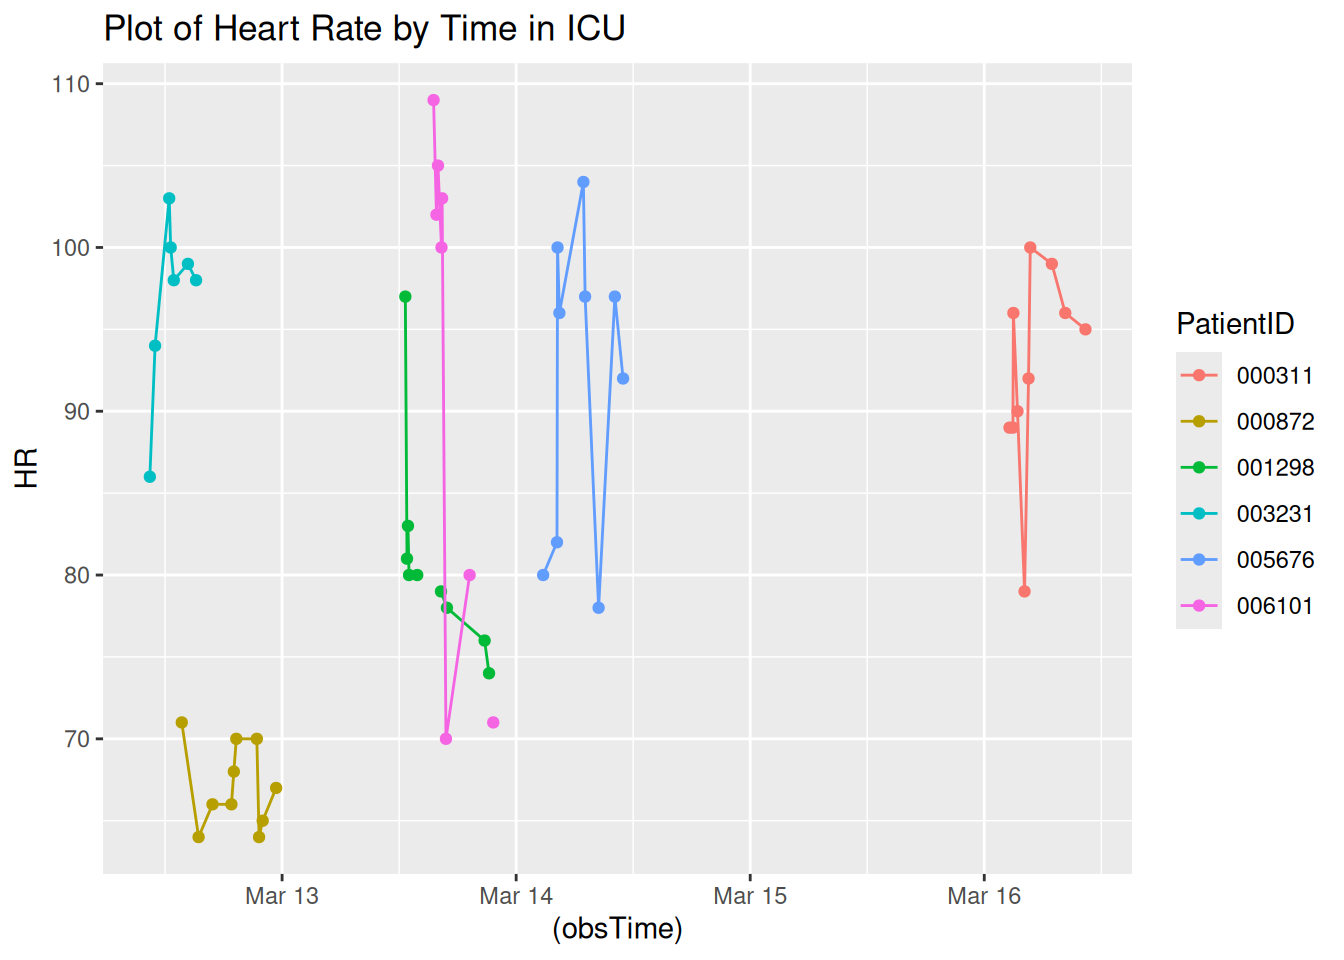 Plot of Heart Rate by Time in ICU
110
100
90
80
70
HR
Mar 13
Mar 14
Mar 15
Mar 16
(obsTime)
PatientID
000311
000872
001298
003231
005676
006101